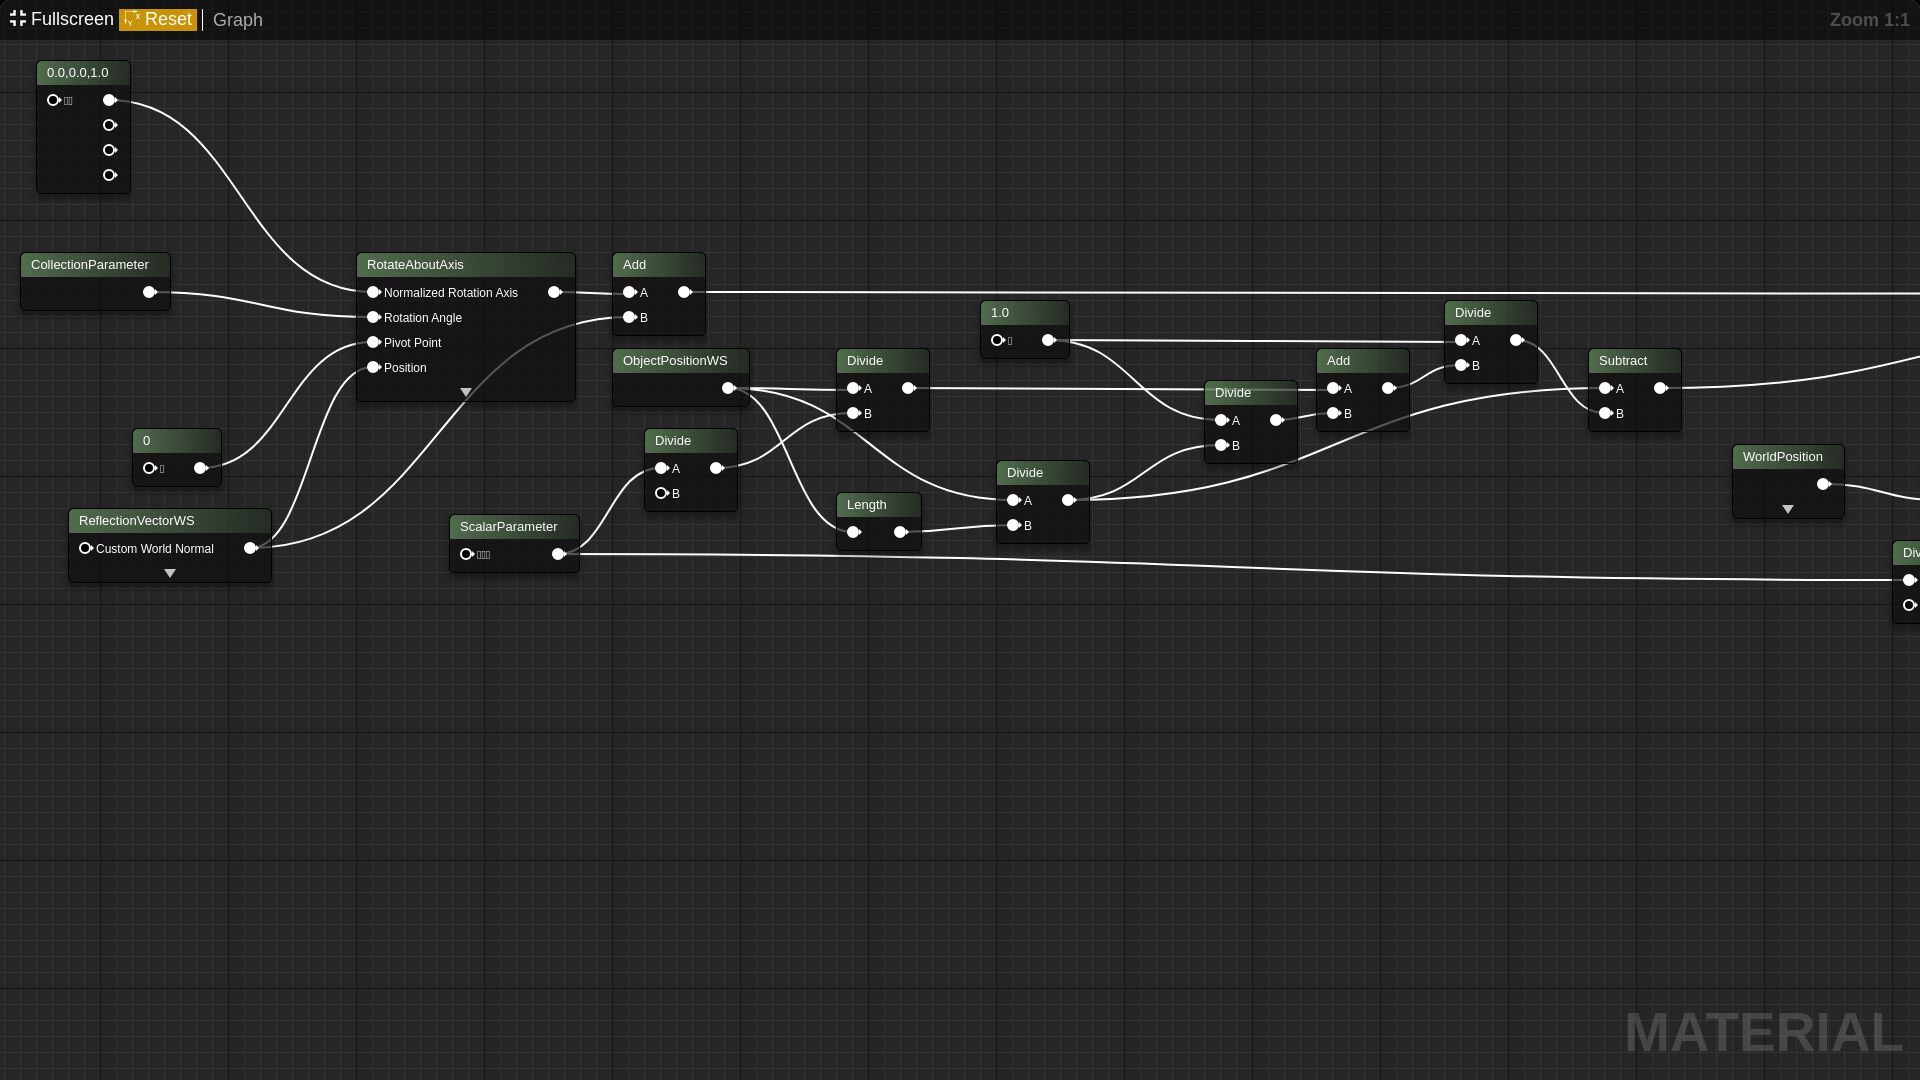 Fullscreen Reset Graph Zoom 1:1
0.0,0.0,1.0
CollectionParameter
RotateAboutAxis
Normalized Rotation Axis
Rotation Angle
Pivot Point
Position
Add
A
B
0
ReflectionVectorWS
Custom World Normal
ScalarParameter
ObjectPositionWS
Divide
A
B
Divide
A
B
Length
1.0
Divide
A
B
Divide
A
B
Add
A
B
Divide
A
B
Subtract
A
B
WorldPosition
MATERIAL